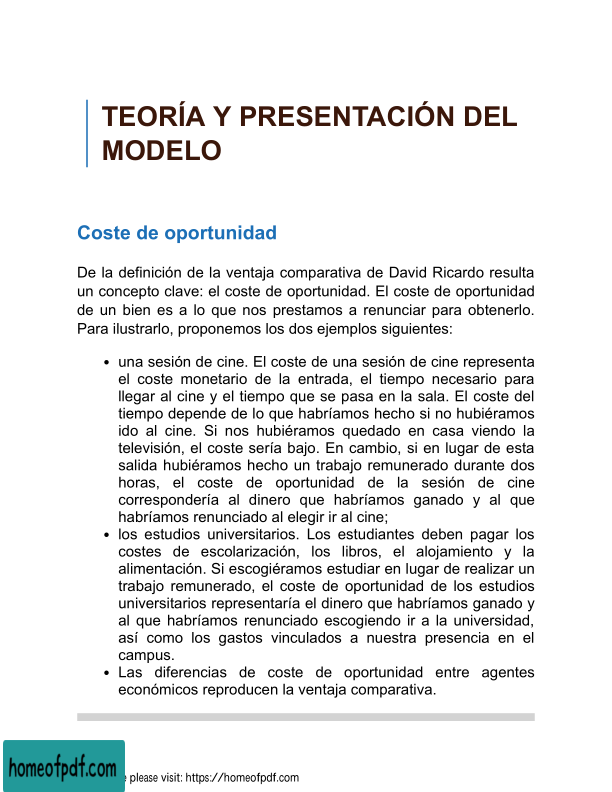 TEORÍA Y PRESENTACIÓN DEL
MODELO
Coste de oportunidad
De la definición de la ventaja comparativa de David Ricardo resulta
un concepto clave: el coste de oportunidad. El coste de oportunidad
de un bien es a lo que nos prestamos a renunciar para obtenerlo.
Para ilustrarlo, proponemos los dos ejemplos siguientes:
• una sesión de cine. El coste de una sesión de cine representa
el coste monetario de la entrada, el tiempo necesario para
llegar al cine y el tiempo que se pasa en la sala. El coste del
tiempo depende de lo que habríamos hecho si no hubiéramos
ido al cine. Si nos hubiéramos quedado en casa viendo la
televisión, el coste sería bajo. En cambio, si en lugar de esta
salida hubiéramos hecho un trabajo remunerado durante dos
horas, el coste de oportunidad de la sesión de cine
correspondería al dinero que habríamos ganado y al que
habríamos renunciado al elegir ir al cine;
• los estudios universitarios. Los estudiantes deben pagar los
costes de escolarización, los libros, el alojamiento y la
alimentación. Si escogiéramos estudiar en lugar de realizar un
trabajo remunerado, el coste de oportunidad de los estudios
universitarios representaría el dinero que habríamos ganado y
al que habríamos renunciado escogiendo ir a la universidad,
así como los gastos vinculados a nuestra presencia en el
campus.
• Las diferencias de coste de oportunidad entre agentes
económicos reproducen la ventaja comparativa.
homeofpdf.com
please visit: https://homeofpdf.com